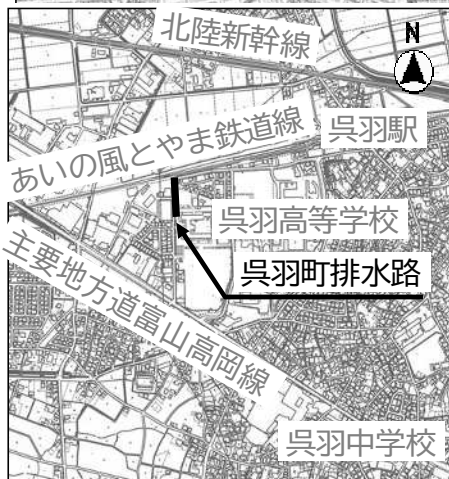 北陸新幹線
N
呉羽駅
あいの風とやま鉄道線
呉羽高等学校
呉羽町排水路
主要地方道富山高岡線
呉羽中学校